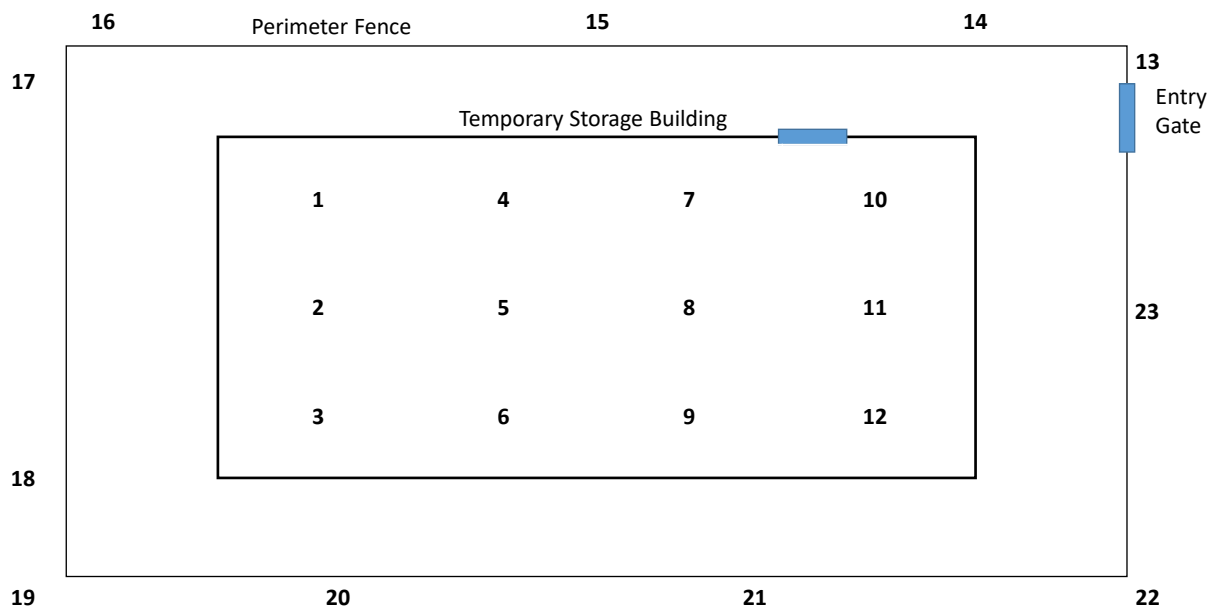 16 Perimeter Fence 15 14
13
17
Entry
Gate
Temporary Storage Building
1 4 7 10
2 5 8 11 23
3 6 9 12
18
19 20 21 22